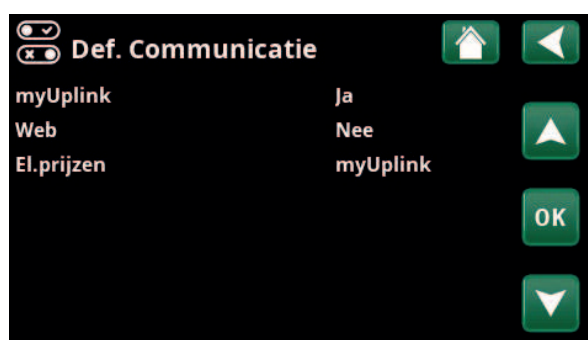 Def. Communicatie
myUplink Ja
Web Nee
El.prijzen myUplink
OK